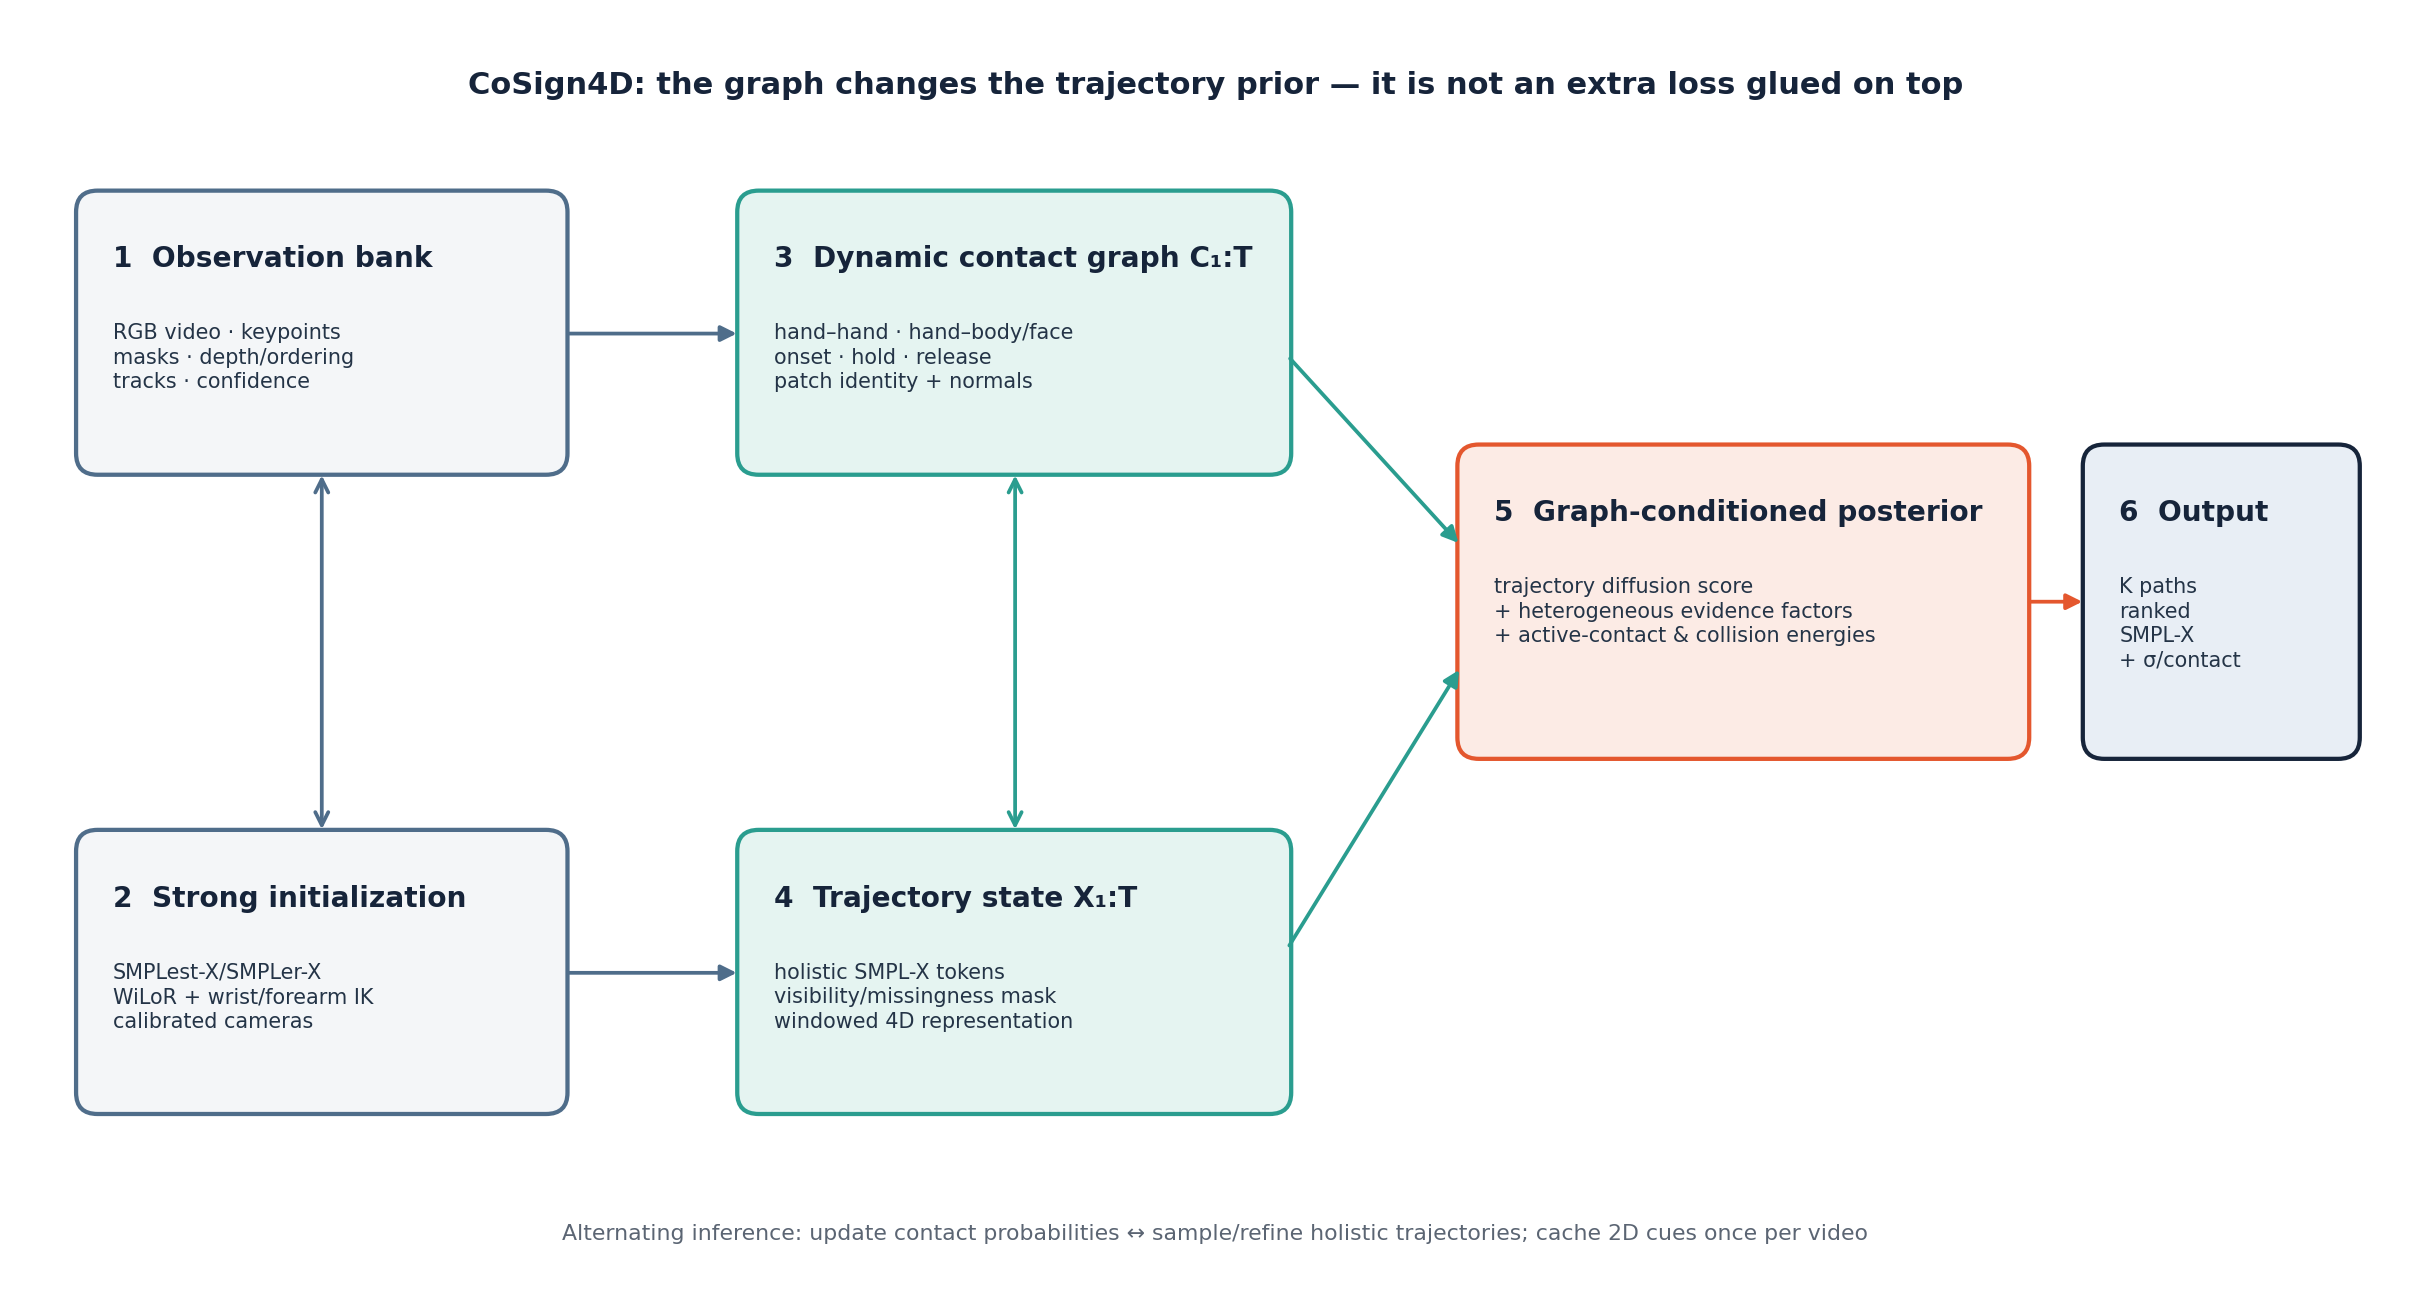 CoSign4D: the graph changes the trajectory prior — it is not an extra loss glued on top
1 Observation bank
RGB video · keypoints
masks · depth/ordering
tracks · confidence
2 Strong initialization
SMPLest-X/SMPLer-X
WiLoR + wrist/forearm IK
calibrated cameras
3 Dynamic contact graph C₁:T
hand–hand · hand–body/face
onset · hold · release
patch identity + normals
4 Trajectory state X₁:T
holistic SMPL-X tokens
visibility/missingness mask
windowed 4D representation
5 Graph-conditioned posterior
trajectory diffusion score
+ heterogeneous evidence factors
+ active-contact & collision energies
6 Output
K paths
ranked
SMPL-X
+ σ/contact
Alternating inference: update contact probabilities ↔ sample/refine holistic trajectories; cache 2D cues once per video